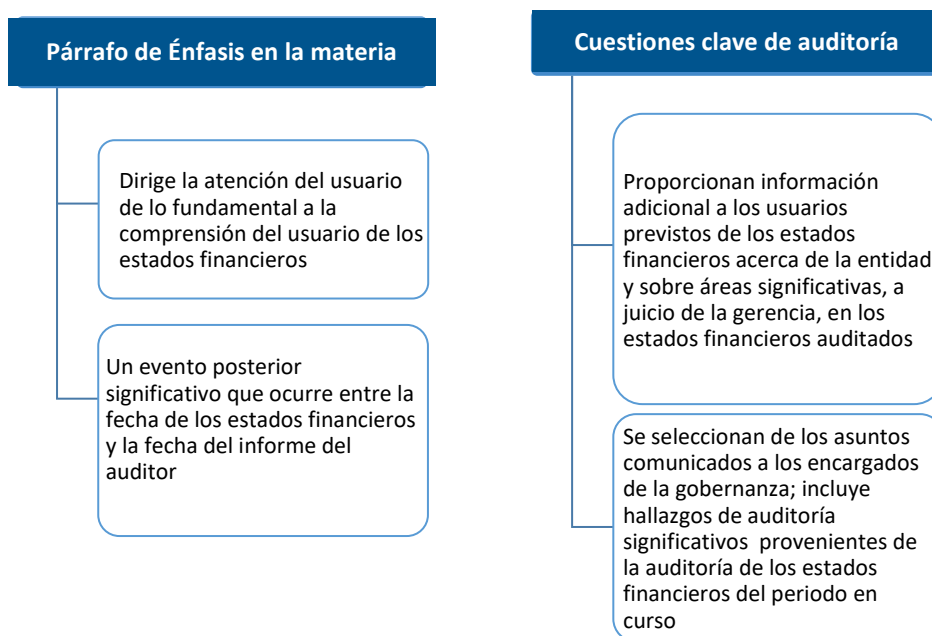 Párrafo de Énfasis en la materia
Dirige la atención del usuario
de lo fundamental a la
comprensión del usuario de los
estados financieros
Un evento posterior
significativo que ocurre entre la
fecha de los estados financieros
y la fecha del informe del
auditor
Cuestiones clave de auditoría
Proporcionan información
adicional a los usuarios
previstos de los estados
financieros acerca de la entidad
y sobre áreas significativas, a
juicio de la gerencia, en los
estados financieros auditados
Se seleccionan de los asuntos
comunicados a los encargados
de la gobernanza; incluye
hallazgos de auditoría
significativos provenientes de
la auditoría de los estados
financieros del periodo en
curso